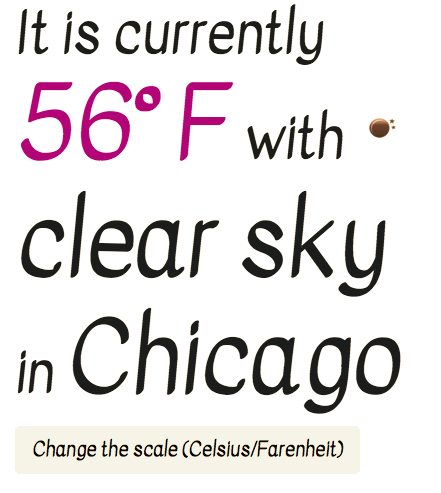 It is currently
56° F with
clear sky
in Chicago
Change the scale (Celsius/Farenheit)